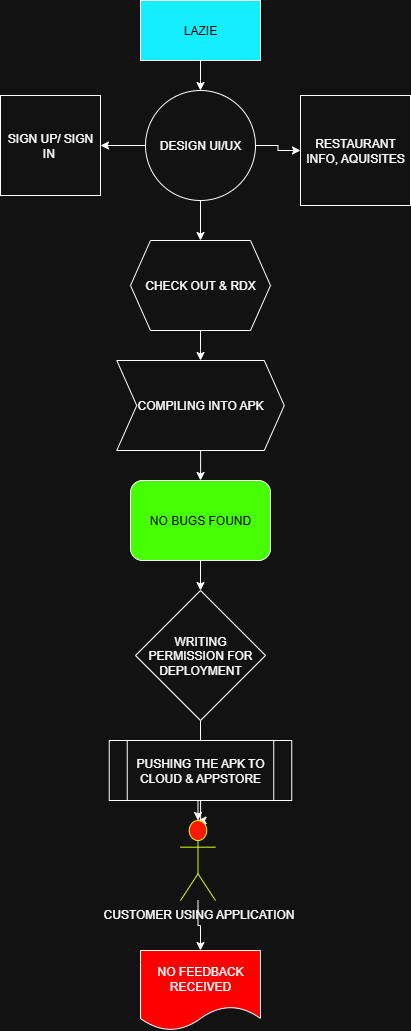 LAZIE
SIGN UP/ SIGN
IN
DESIGN UI/UX
RESTAURANT
INFO, AQUISITES
CHECK OUT & RDX
COMPILING INTO APK
NO BUGS FOUND
WRITING
PERMISSION FOR
DEPLOYMENT
PUSHING THE APK TO
CLOUD & APPSTORE
CUSTOMER USING APPLICATION
NO FEEDBACK
RECEIVED